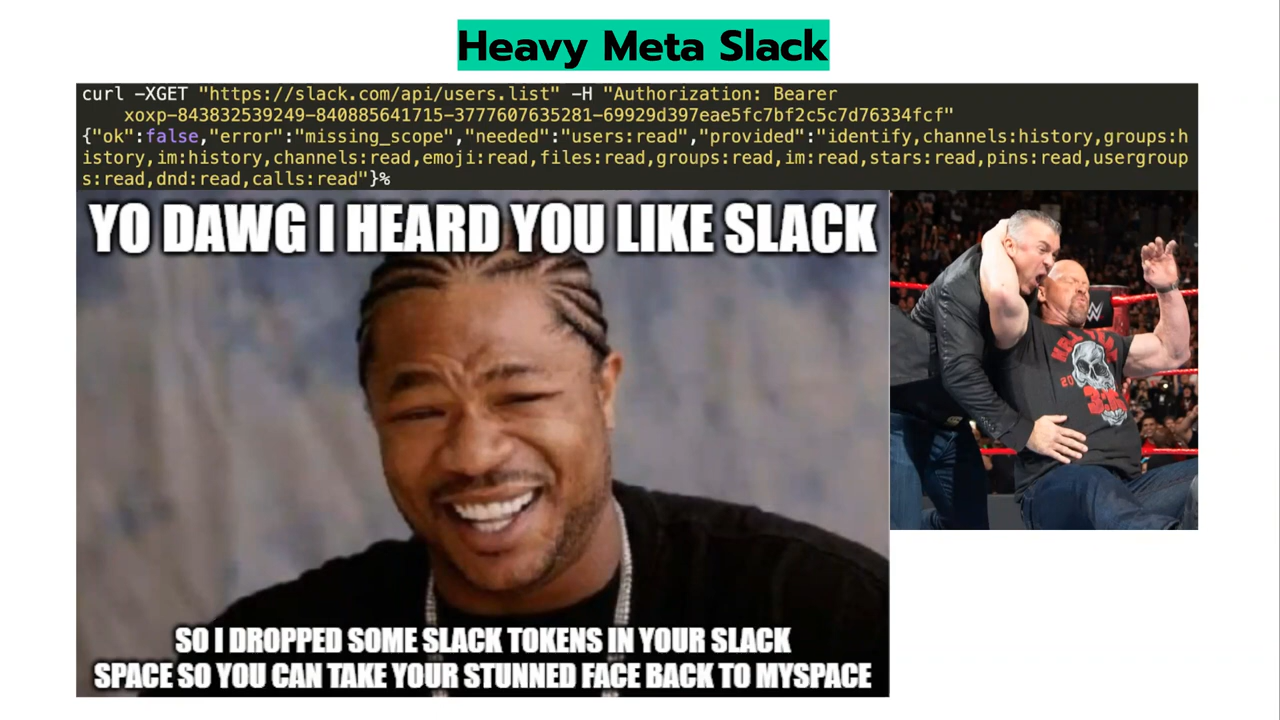 Heavy Meta Slack
curl -XGET "https://slack.com/api/users.list" -H "Authorization: Bearer
xoxp-843832539249-840885641715-3777607635281-69929d397eae5fc7bf2c5c7d76334fcf"
{"ok":false,"error":"missing_scope","needed":"users:read","provided":"identify,channels:history,groups:h
istory,im:history,channels:read,emoji:read,files:read,groups:read,im:read,stars:read,pins:read,usergroup
s:read,dnd:read,calls:read"}%
YO DAWG I HEARD YOU LIKE SLACK
SO I DROPPED SOME SLACK TOKENS IN YOUR SLACK
SPACE SO YOU CAN TAKE YOUR STUNNED FACE BACK TO MYSPACE
W
3:16